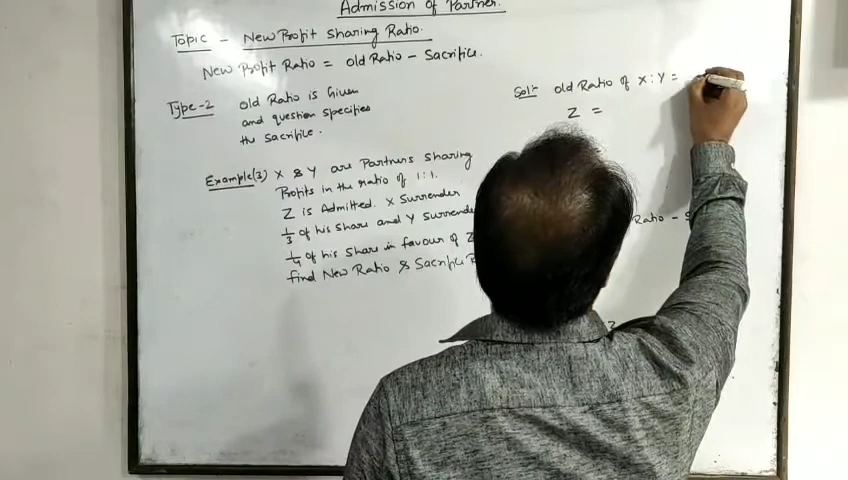 Admission of Partner.
Topic - New Profit Sharing Ratio.
New Profit Ratio = old Ratio - Sacrifice.
Type-2 old Ratio is Given
and question specifies
the Sacrifice.
Example(3) X & Y are Partners sharing
Profits in the ratio of 1:1.
Z is Admitted. X Surrender
1/3 of his share and Y Surrender
1/4 of his share in favour of Z
find New Ratio & Sacrifice R
Sol:- old Ratio of X : Y =
Z =
Ratio - S